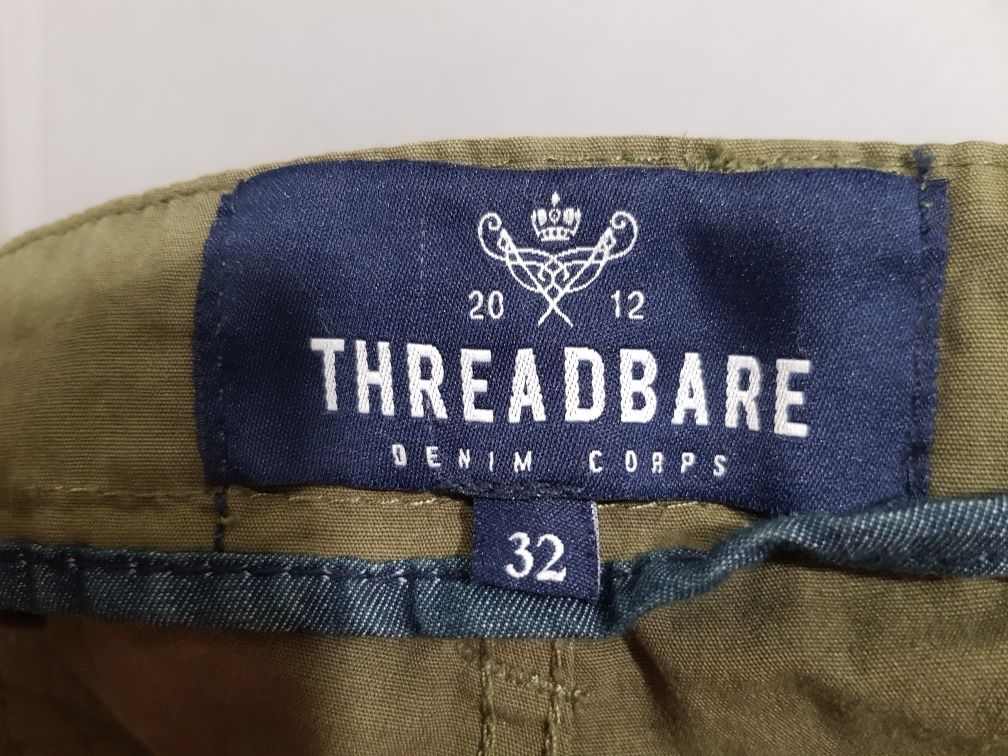 20 12
THREADBARE
DENIM CORPS
32